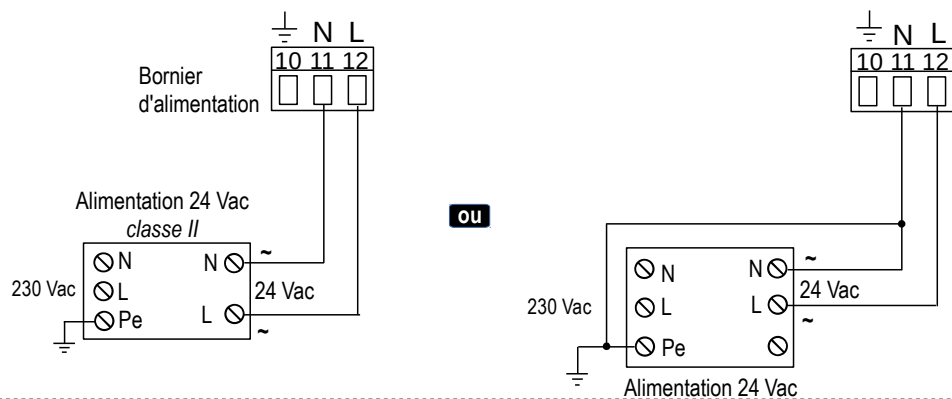 N L
10 11 12
Bornier
d'alimentation
Alimentation 24 Vac
classe II
N N ~
230 Vac L 24 Vac
Pe L ~
ou
N L
10 11 12
N N ~
230 Vac L L 24 Vac
~
Pe
Alimentation 24 Vac